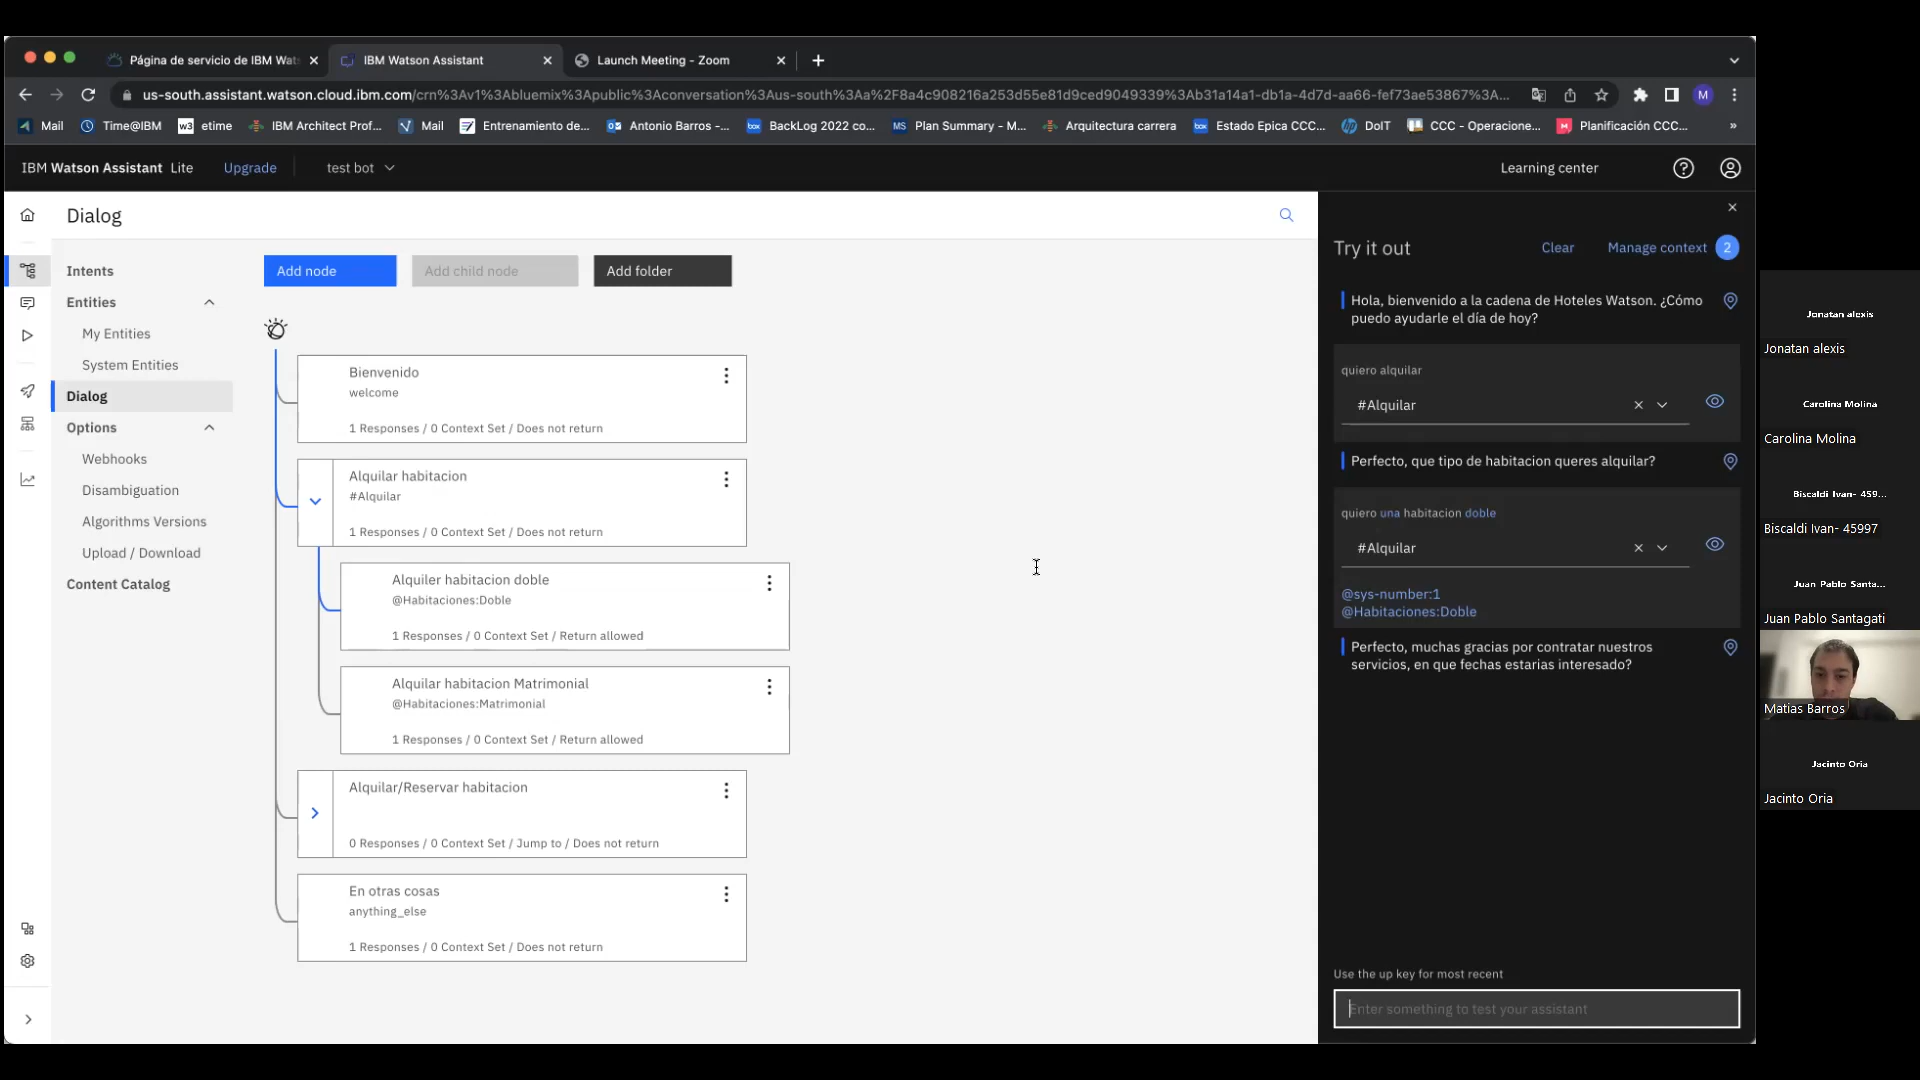 Página de servicio de IBM Wat
IBM Watson Assistant
Launch Meeting - Zoom
us-south.assistant.watson.cloud.ibm.com/crn%3Av1%3Abluemix%3Apublic%3Aconversation%3Aus-south%3Aa%2F8a4c908216a253d55e81d9ced9049339%3Ab31a14a1-db1a-4d7d-aa66-fef73ae53867%3A...
M
Mail
Time@IBM
w3 etime
IBM Architect Prof...
Mail
Entrenamiento de...
Antonio Barros -...
box BackLog 2022 co...
MS Plan Summary - M...
Arquitectura carrera
box Estado Epica CCC...
DoIT
CCC - Operacione...
M Planificación CCC...
»
IBM Watson Assistant Lite
Upgrade
test bot
Learning center
Dialog
Intents
Entities
My Entities
System Entities
Dialog
Options
Webhooks
Disambiguation
Algorithms Versions
Upload / Download
Content Catalog
Add node
Add child node
Add folder
Bienvenido
welcome
1 Responses / 0 Context Set / Does not return
Alquilar habitacion
#Alquilar
1 Responses / 0 Context Set / Does not return
Alquiler habitacion doble
@Habitaciones:Doble
1 Responses / 0 Context Set / Return allowed
Alquilar habitacion Matrimonial
@Habitaciones:Matrimonial
1 Responses / 0 Context Set / Return allowed
Alquilar/Reservar habitacion
0 Responses / 0 Context Set / Jump to / Does not return
En otras cosas
anything_else
1 Responses / 0 Context Set / Does not return
Try it out
Clear
Manage context 2
Hola, bienvenido a la cadena de Hoteles Watson. ¿Cómo
puedo ayudarle el día de hoy?
quiero alquilar
#Alquilar
Perfecto, que tipo de habitacion queres alquilar?
quiero una habitacion doble
#Alquilar
@sys-number:1
@Habitaciones:Doble
Perfecto, muchas gracias por contratar nuestros
servicios, en que fechas estarias interesado?
Use the up key for most recent
Enter something to test your assistant
Jonatan alexis
Jonatan alexis
Carolina Molina
Carolina Molina
Biscaldi Ivan- 459...
Biscaldi Ivan- 45997
Juan Pablo Santa...
Juan Pablo Santagati
Matias Barros
Jacinto Oria
Jacinto Oria